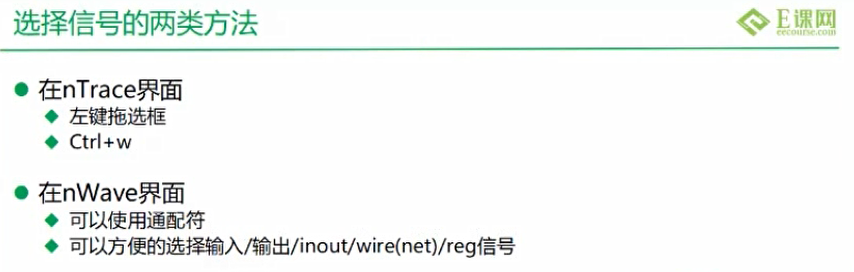 选择信号的两类方法
E课网
eecourse.com
在nTrace界面
左键拖选框
Ctrl+w
在nWave界面
可以使用通配符
可以方便的选择输入/输出/inout/wire(net)/reg信号